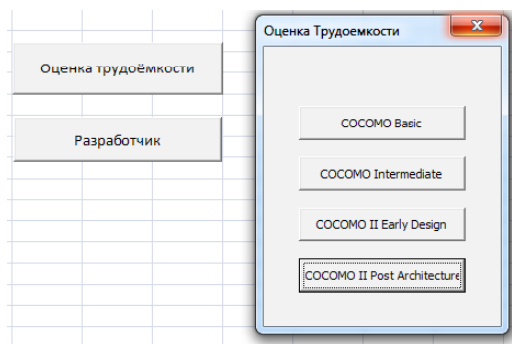 Оценка трудоёмкости
Разработчик
Оценка Трудоемкости
COCOMO Basic
COCOMO Intermediate
COCOMO II Early Design
COCOMO II Post Architecture